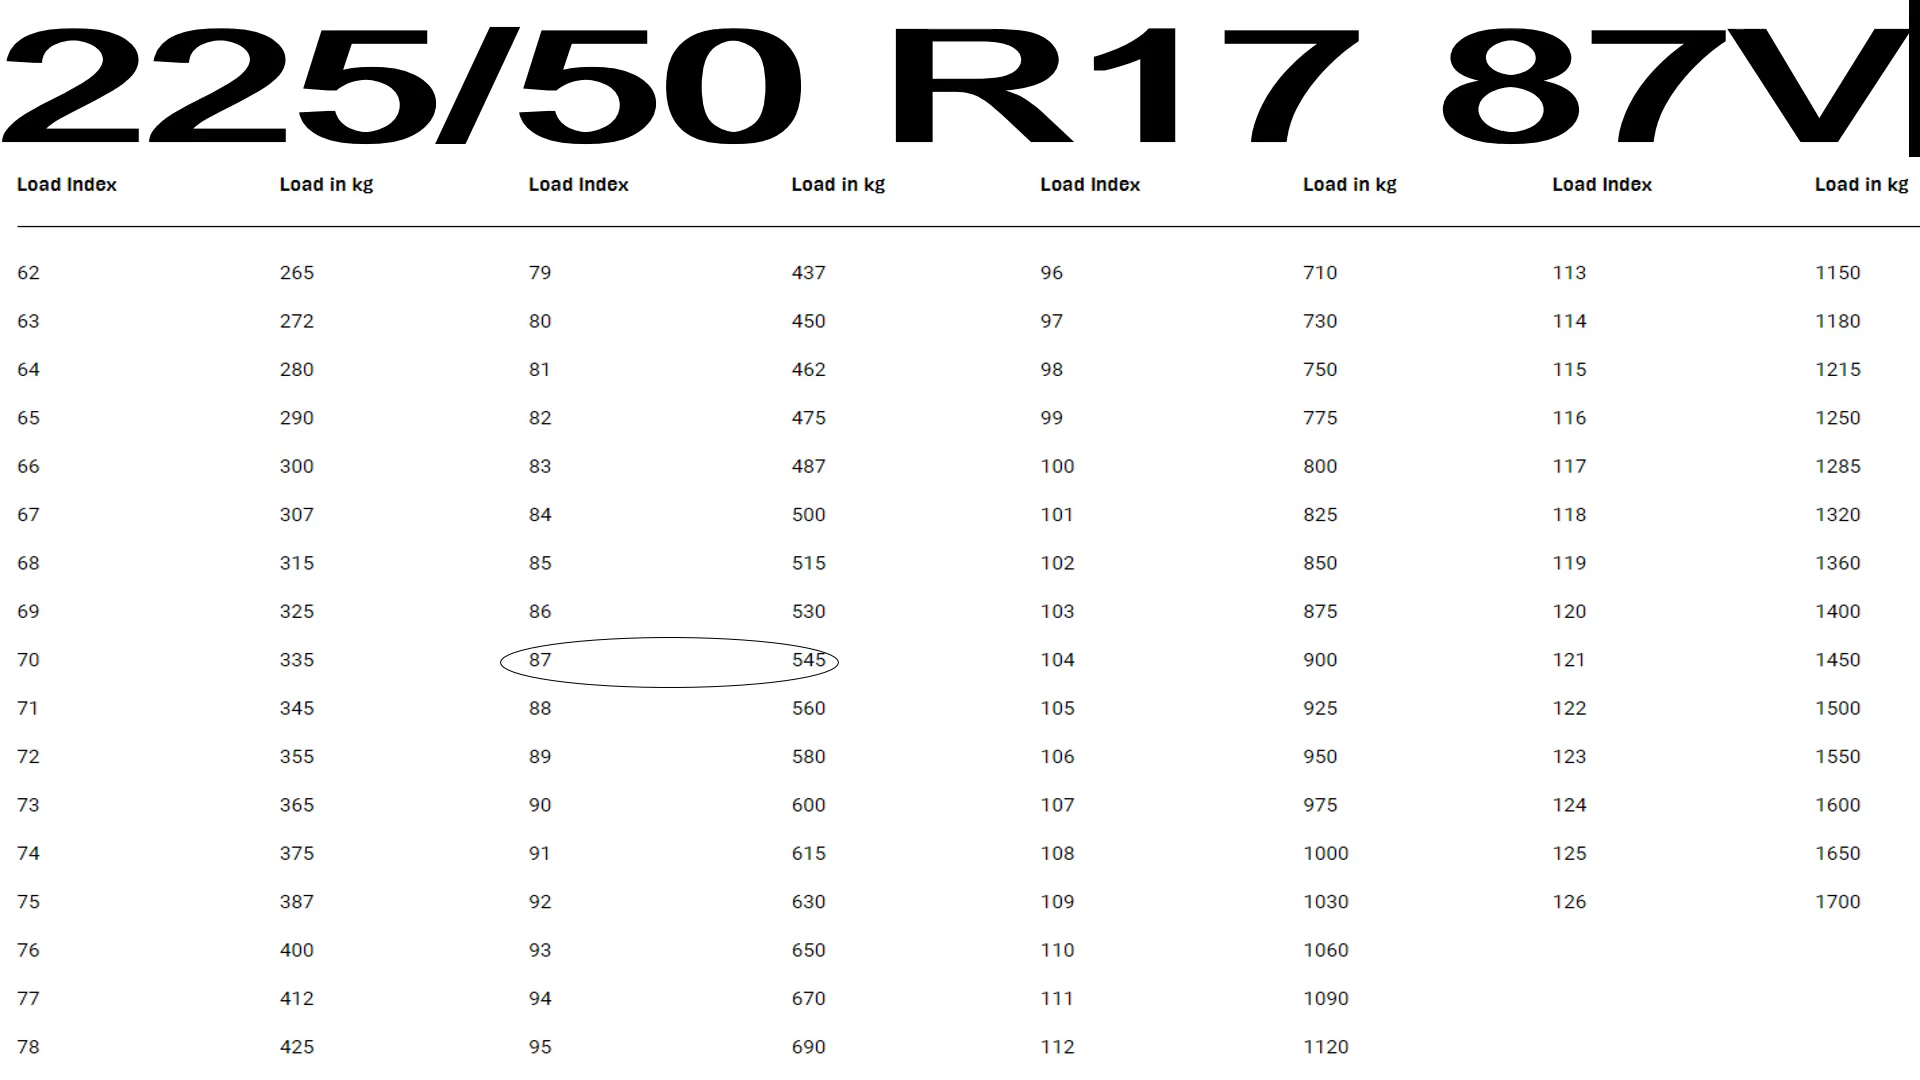 225/50 R17 87V
Load Index Load in kg Load Index Load in kg Load Index Load in kg Load Index Load in kg
62 265 79 437 96 710 113 1150
63 272 80 450 97 730 114 1180
64 280 81 462 98 750 115 1215
65 290 82 475 99 775 116 1250
66 300 83 487 100 800 117 1285
67 307 84 500 101 825 118 1320
68 315 85 515 102 850 119 1360
69 325 86 530 103 875 120 1400
70 335 87 545 104 900 121 1450
71 345 88 560 105 925 122 1500
72 355 89 580 106 950 123 1550
73 365 90 600 107 975 124 1600
74 375 91 615 108 1000 125 1650
75 387 92 630 109 1030 126 1700
76 400 93 650 110 1060
77 412 94 670 111 1090
78 425 95 690 112 1120